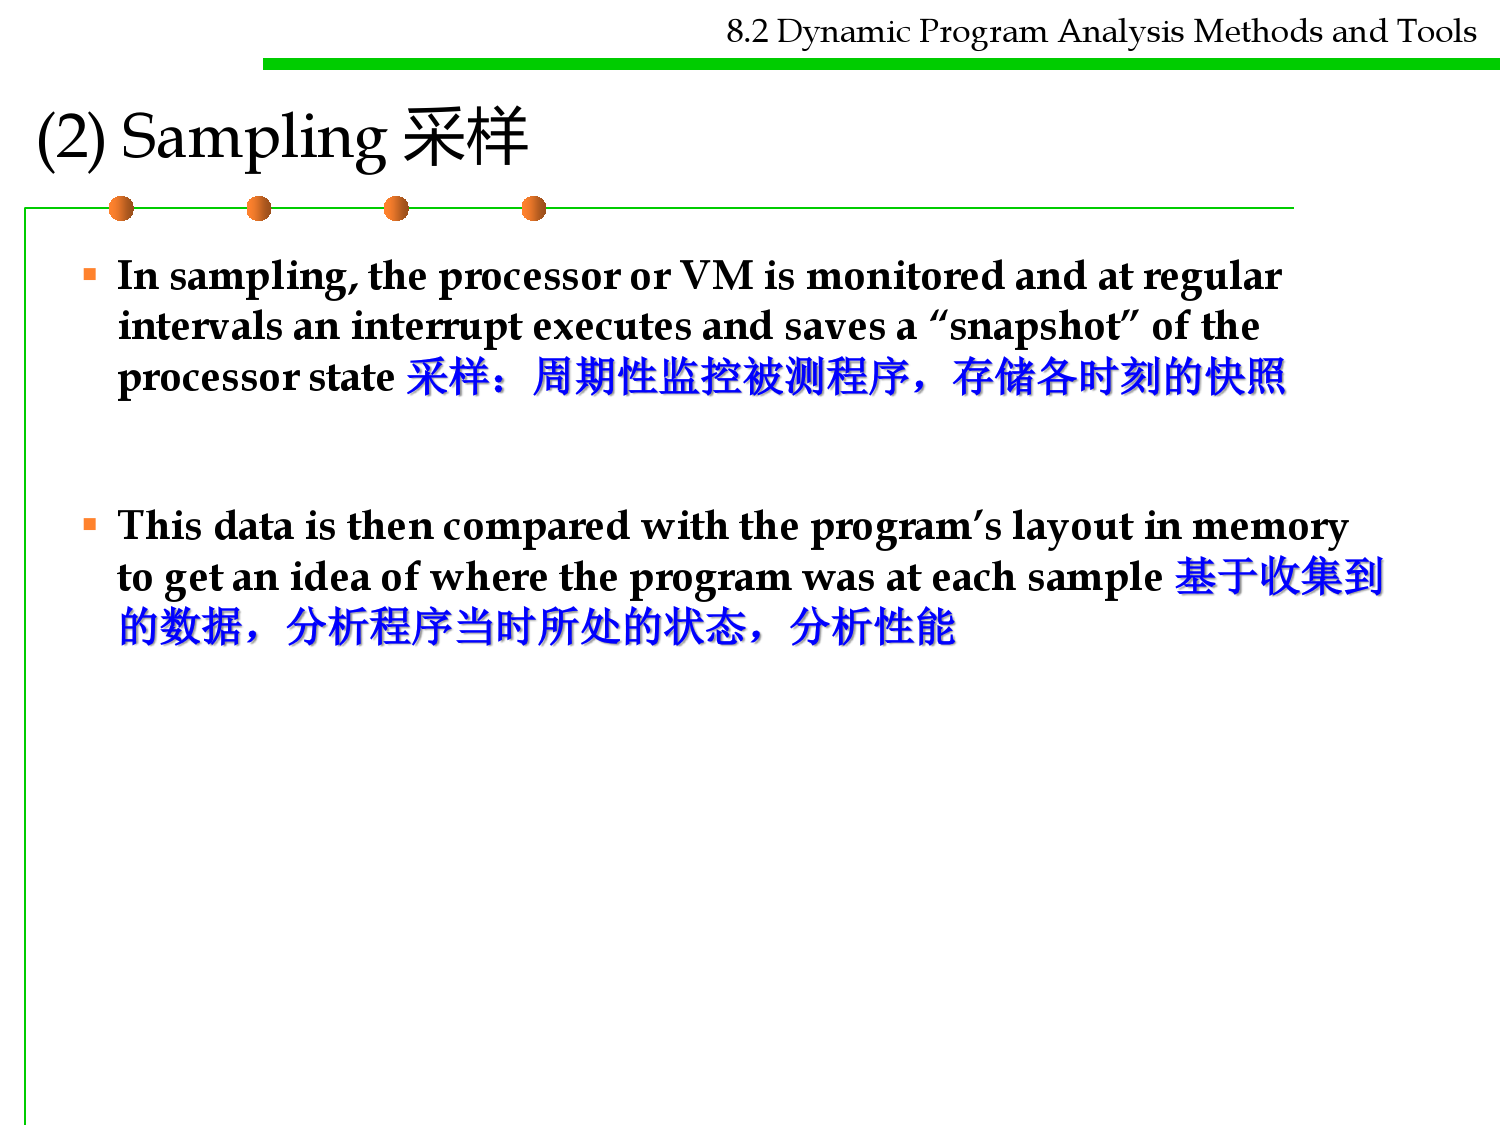 8.2 Dynamic Program Analysis Methods and Tools
(2) Sampling 采样
In sampling, the processor or VM is monitored and at regular
intervals an interrupt executes and saves a “snapshot” of the
processor state 采样：周期性监控被测程序，存储各时刻的快照
This data is then compared with the program’s layout in memory
to get an idea of where the program was at each sample 基于收集到
的数据，分析程序当时所处的状态，分析性能